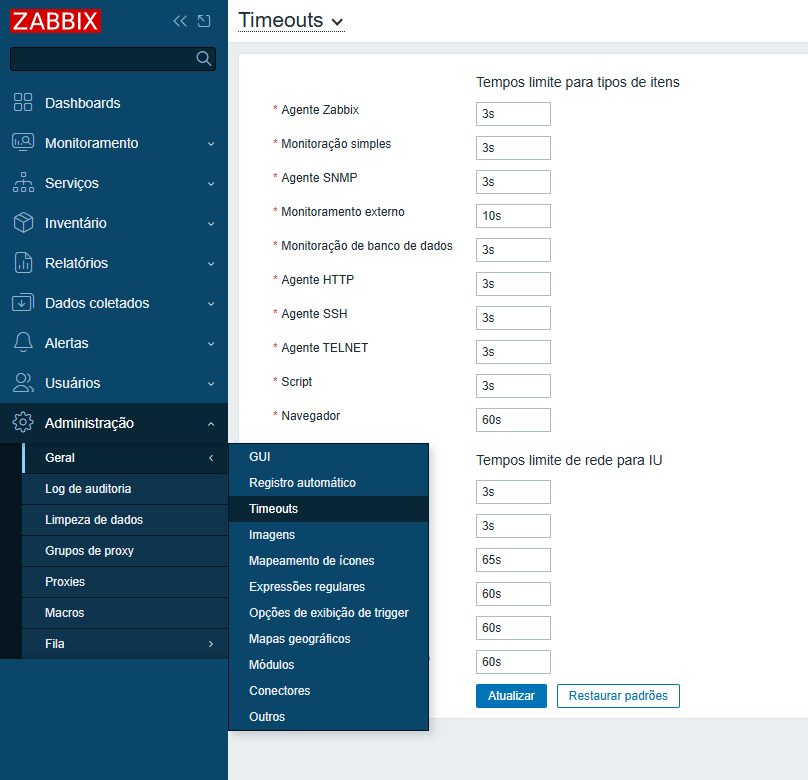 ZABBIX
Dashboards
Monitoramento
Serviços
Inventário
Relatórios
Dados coletados
Alertas
Usuários
Administração
Geral
Log de auditoria
Limpeza de dados
Grupos de proxy
Proxies
Macros
Fila
GUI
Registro automático
Timeouts
Imagens
Mapeamento de ícones
Expressões regulares
Opções de exibição de trigger
Mapas geográficos
Módulos
Conectores
Outros
Timeouts
Tempos limite para tipos de itens
* Agente Zabbix 3s
* Monitoração simples 3s
* Agente SNMP 3s
* Monitoramento externo 10s
* Monitoração de banco de dados 3s
* Agente HTTP 3s
* Agente SSH 3s
* Agente TELNET 3s
* Script 3s
* Navegador 60s
Tempos limite de rede para IU
3s
3s
65s
60s
60s
60s
Atualizar Restaurar padrões